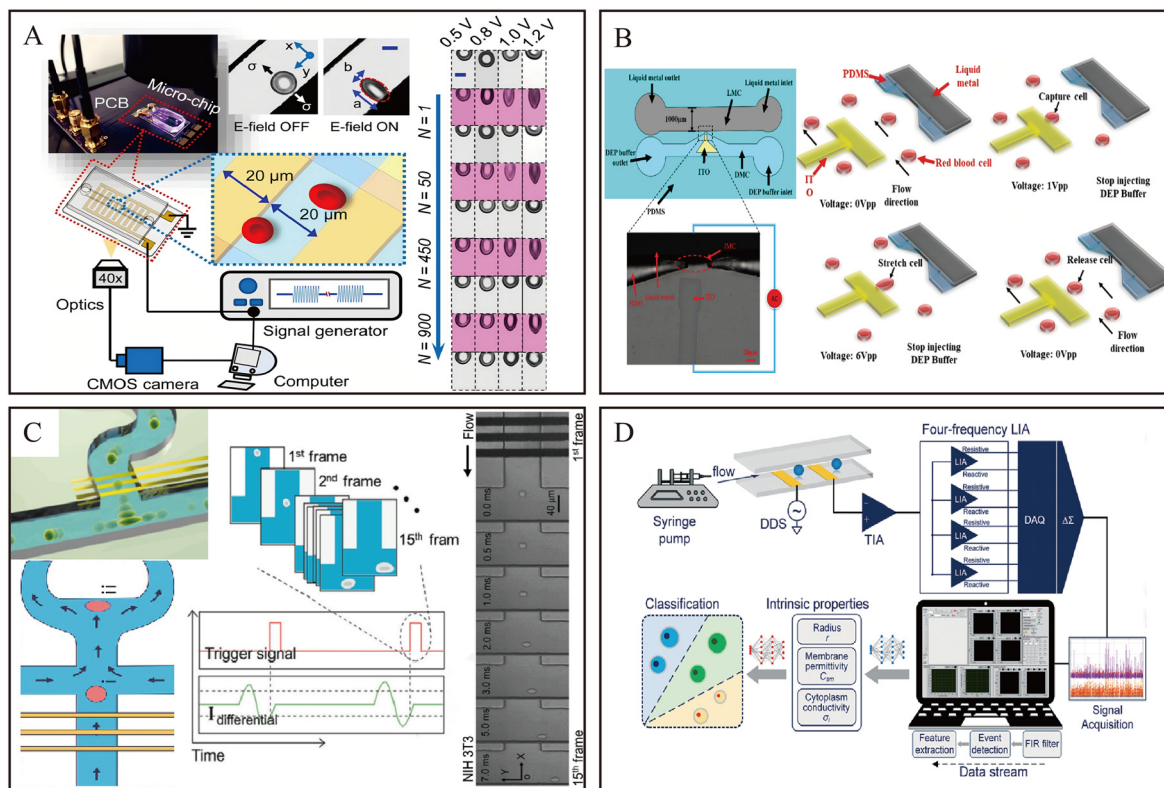 A
PCB
Micro-chip
σ
x
y
σ
b
a
E-field OFF
E-field ON
0.5 V
0.8 V
1.0 V
1.2 V
N = 1
N = 50
N = 450
N = 900
20 μm
20 μm
40x
Optics
Signal generator
CMOS camera
Computer
B
Liquid metal outlet
Liquid metal inlet
LMC
1000μm
DEP buffer
outlet
ITO
DMC
DEP buffer inlet
PDMS
IMC
Liquid metal
ITO
AC
PDMS
Liquid
metal
Red blood cell
IT
O
Flow
direction
Voltage: 0Vpp
Capture cell
Voltage: 1Vpp
Stop injecting
DEP Buffer
Stretch cell
Voltage: 6Vpp
Stop injecting
DEP Buffer
Release cell
Voltage: 0Vpp
Flow
direction
C
1st frame
2nd frame
15th fram
Trigger signal
I differential
Time
Flow
1st frame
40 μm
0.0 ms
0.5 ms
1.0 ms
2.0 ms
3.0 ms
5.0 ms
7.0 ms
X
Y
o
NIH 3T3
15th frame
D
Syringe
pump
flow
DDS
TIA
Four-frequency LIA
LIA
Resistive
Reactive
LIA
Resistive
Reactive
LIA
Resistive
Reactive
LIA
Resistive
Reactive
DAQ
ΔΣ
Signal
Acquisition
Classification
Intrinsic properties
Radius
r
Membrane
permittivity
Csm
Cytoplasm
conductivity
σi
Feature
extraction
Event
detection
FIR filter
Data stream